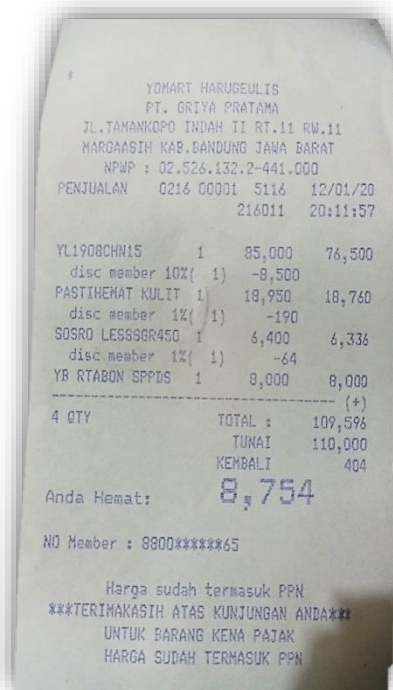 YOMART HARUGEULIS
PT. GRIYA PRATAMA
JL.TAMANKOPO INDAH TI RT.11 RW.11
MARGAASIH KAB.BANDUNG JAWA BARAT
NPWP : 02.526.132.2-441.000
PENJUALAN 0216 00001 5116 12/01/20
216011 20:11:57
YL1908CHN15 1 85,000 76,500
disc member 10%( 1) -8,500
PASTIHEMAT KULIT 1 18,950 18,760
disc member 1%( 1) -190
SOSRO LESSSGR450 1 6,400 6,336
disc member 1%( 1) -64
YB RTABON SPPDS 1 8,000 8,000
---------------------------------- (+)
4 QTY TOTAL : 109,596
TUNAI 110,000
KEMBALI 404
Anda Hemat: 8,754
NO Member : 8800******65
Harga sudah termasuk PPN
***TERIMAKASIH ATAS KUNJUNGAN ANDA***
UNTUK BARANG KENA PAJAK
HARGA SUDAH TERMASUK PPN